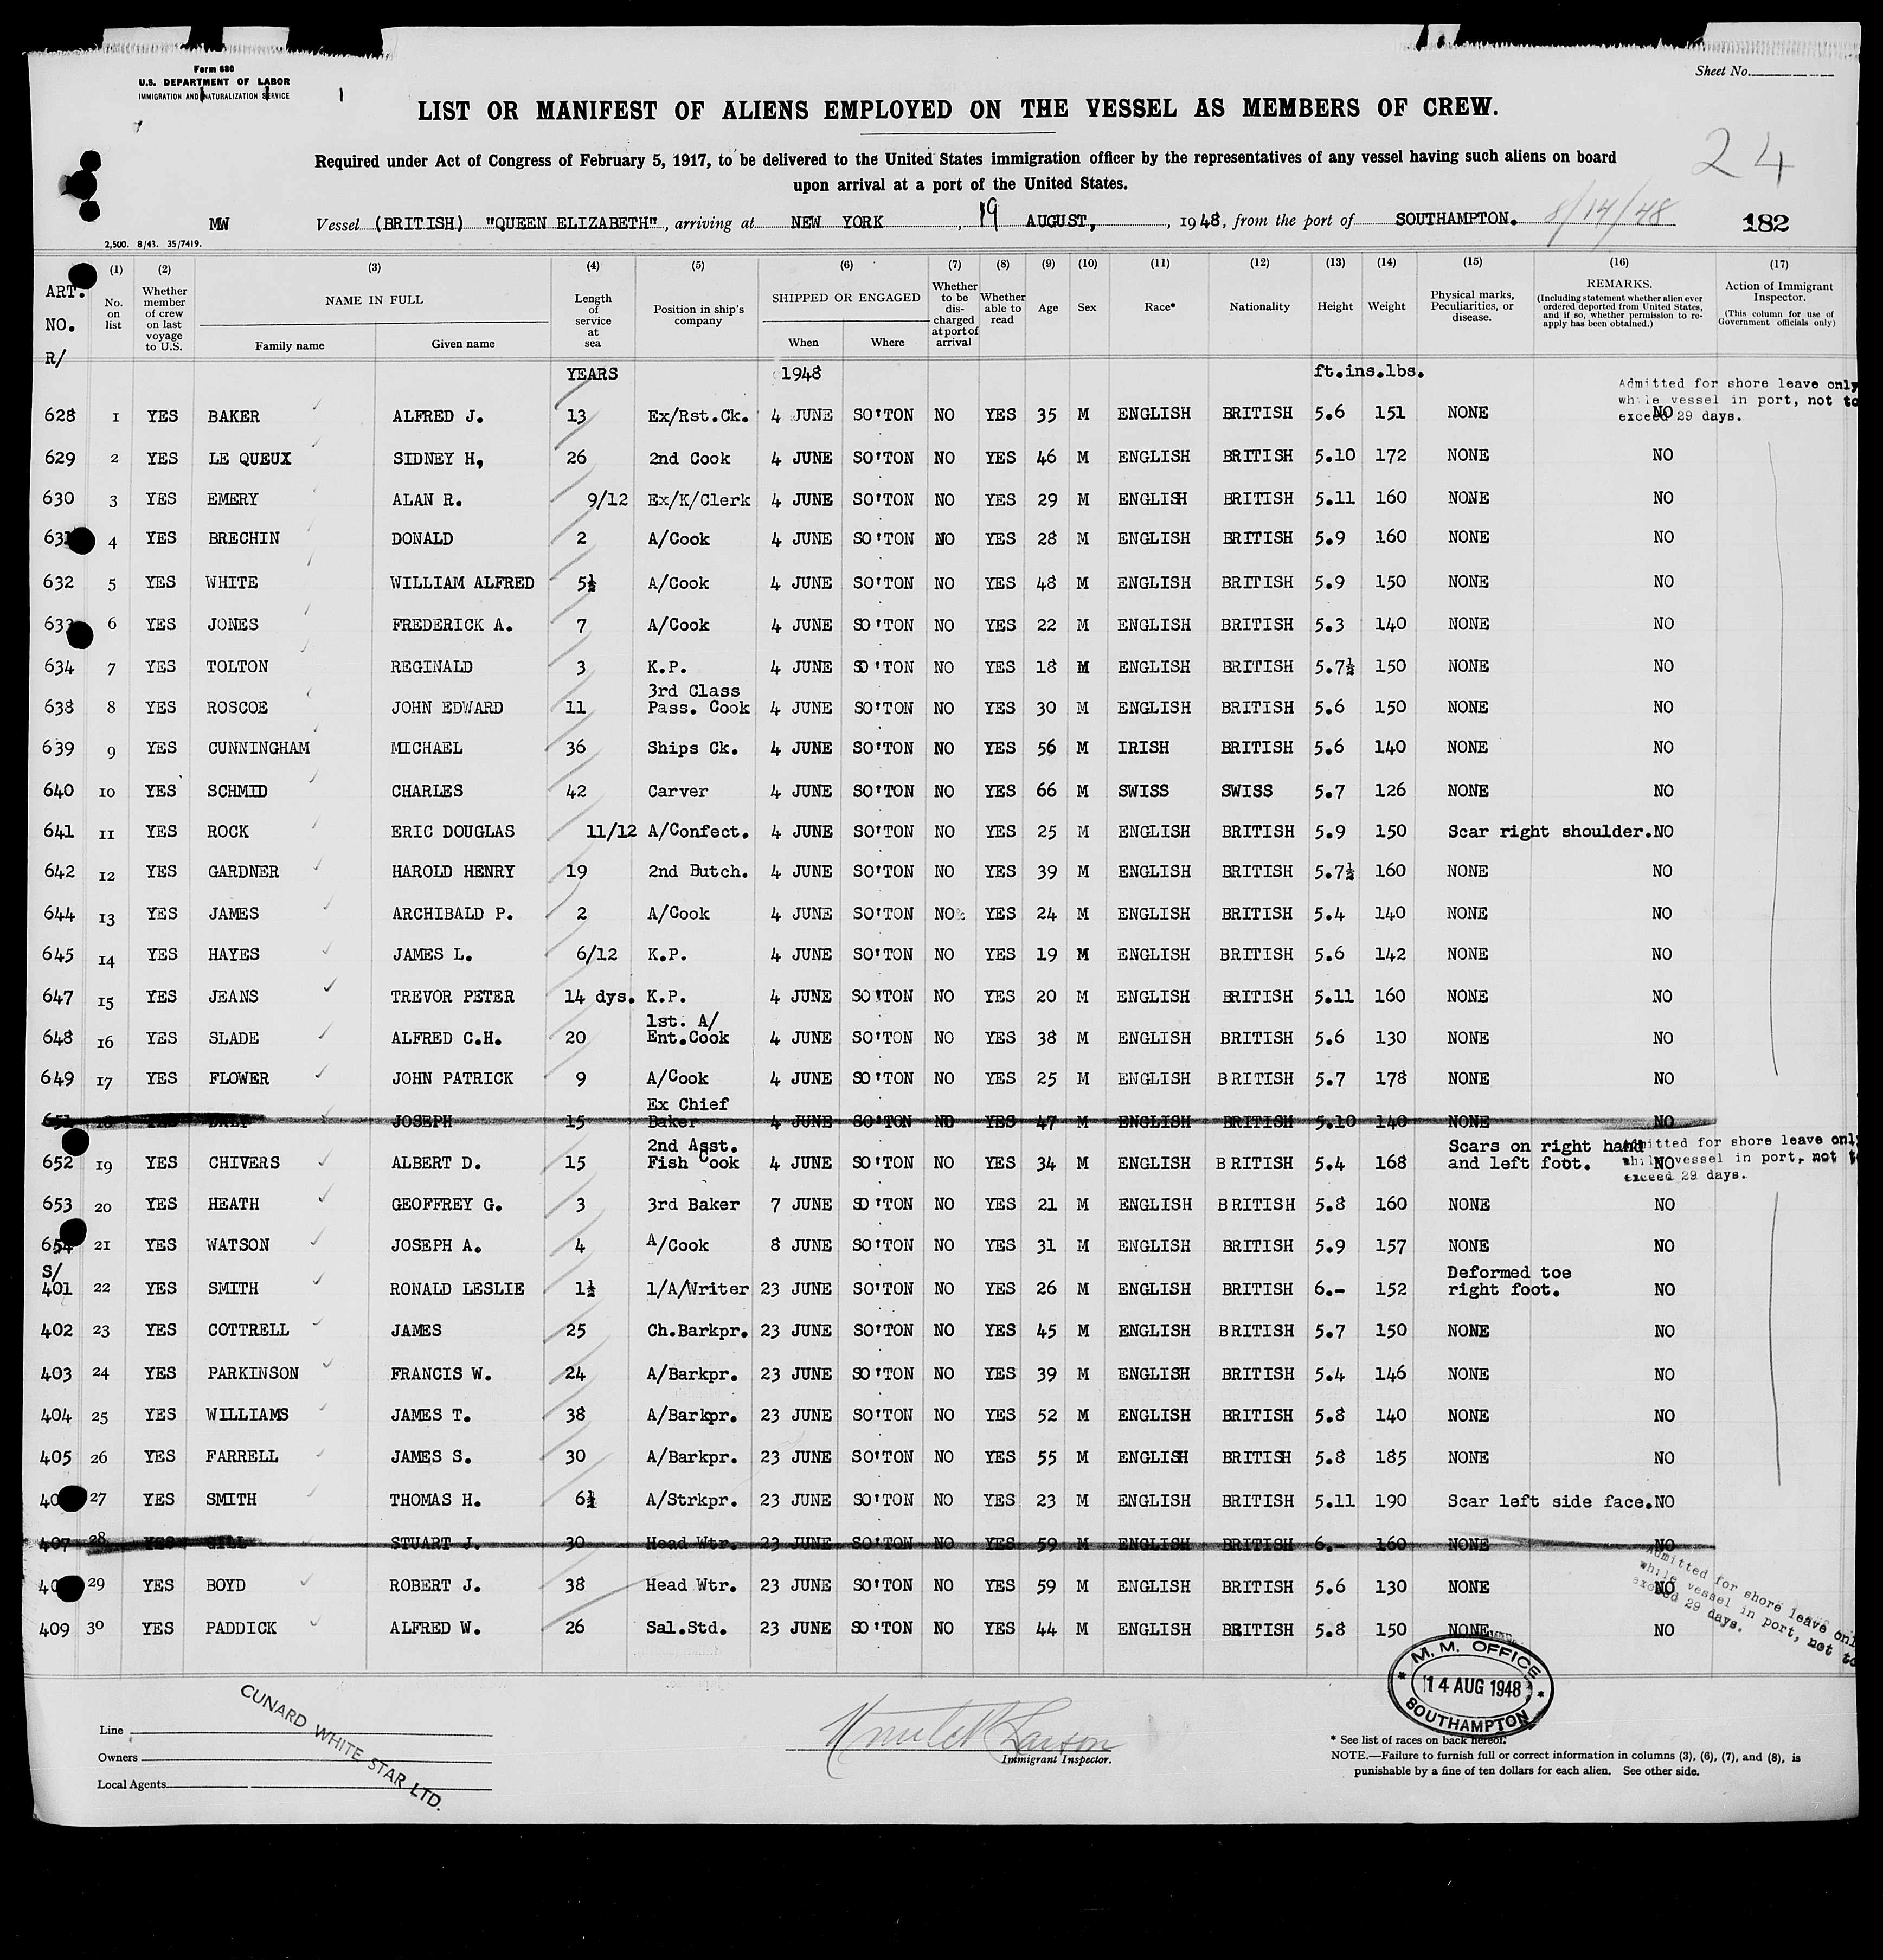 Form 680
U.S. DEPARTMENT OF LABOR
IMMIGRATION AND NATURALIZATION SERVICE
Sheet No.
LIST OR MANIFEST OF ALIENS EMPLOYED ON THE VESSEL AS MEMBERS OF CREW.
24
Required under Act of Congress of February 5, 1917, to be delivered to the United States immigration officer by the representatives of any vessel having such aliens on board
upon arrival at a port of the United States.
MW Vessel (BRITISH) "QUEEN ELIZABETH", arriving at NEW YORK, 19 AUGUST, , 1948, from the port of SOUTHAMPTON. 8/14/48 182
2,500. 8/43. 35/7419.
ART. NO. R/ (1) No. on list (2) Whether member of crew on last voyage to U.S. (3) NAME IN FULL Family name Given name (4) Length of service at sea (5) Position in ship's company (6) SHIPPED OR ENGAGED When Where (7) Whether to be discharged at port of arrival (8) Whether able to read (9) Age (10) Sex (11) Race* (12) Nationality (13) Height (14) Weight (15) Physical marks, Peculiarities, or disease. (16) REMARKS. (Including statement whether alien ever ordered deported from United States, and if so, whether permission to re-apply has been obtained.) (17) Action of Immigrant Inspector. (This column for use of Government officials only)
YEARS 1948 ft.ins.lbs.
Admitted for shore leave only
while vessel in port, not to
exceed 29 days.
628 1 YES BAKER ALFRED J. 13 Ex/Rst.Ck. 4 JUNE SO'TON NO YES 35 M ENGLISH BRITISH 5.6 151 NONE NO
629 2 YES LE QUEUX SIDNEY H, 26 2nd Cook 4 JUNE SO'TON NO YES 46 M ENGLISH BRITISH 5.10 172 NONE NO
630 3 YES EMERY ALAN R. 9/12 Ex/K/Clerk 4 JUNE SO'TON NO YES 29 M ENGLISH BRITISH 5.11 160 NONE NO
631 4 YES BRECHIN DONALD 2 A/Cook 4 JUNE SO'TON NO YES 28 M ENGLISH BRITISH 5.9 160 NONE NO
632 5 YES WHITE WILLIAM ALFRED 5½ A/Cook 4 JUNE SO'TON NO YES 48 M ENGLISH BRITISH 5.9 150 NONE NO
633 6 YES JONES FREDERICK A. 7 A/Cook 4 JUNE SO'TON NO YES 22 M ENGLISH BRITISH 5.3 140 NONE NO
634 7 YES TOLTON REGINALD 3 K.P. 4 JUNE SO'TON NO YES 18 M ENGLISH BRITISH 5.7½ 150 NONE NO
638 8 YES ROSCOE JOHN EDWARD 11 3rd Class Pass. Cook 4 JUNE SO'TON NO YES 30 M ENGLISH BRITISH 5.6 150 NONE NO
639 9 YES CUNNINGHAM MICHAEL 36 Ships Ck. 4 JUNE SO'TON NO YES 56 M IRISH BRITISH 5.6 140 NONE NO
640 10 YES SCHMID CHARLES 42 Carver 4 JUNE SO'TON NO YES 66 M SWISS SWISS 5.7 126 NONE NO
641 11 YES ROCK ERIC DOUGLAS 11/12 A/Confect. 4 JUNE SO'TON NO YES 25 M ENGLISH BRITISH 5.9 150 Scar right shoulder. NO
642 12 YES GARDNER HAROLD HENRY 19 2nd Butch. 4 JUNE SO'TON NO YES 39 M ENGLISH BRITISH 5.7½ 160 NONE NO
644 13 YES JAMES ARCHIBALD P. 2 A/Cook 4 JUNE SO'TON NO YES 24 M ENGLISH BRITISH 5.4 140 NONE NO
645 14 YES HAYES JAMES L. 6/12 K.P. 4 JUNE SO'TON NO YES 19 M ENGLISH BRITISH 5.6 142 NONE NO
647 15 YES JEANS TREVOR PETER 14 dys. K.P. 4 JUNE SO'TON NO YES 20 M ENGLISH BRITISH 5.11 160 NONE NO
648 16 YES SLADE ALFRED C.H. 20 1st. A/ Ent.Cook 4 JUNE SO'TON NO YES 38 M ENGLISH BRITISH 5.6 130 NONE NO
649 17 YES FLOWER JOHN PATRICK 9 A/Cook 4 JUNE SO'TON NO YES 25 M ENGLISH BRITISH 5.7 178 NONE NO
651 18 YES JOSEPH 15 Ex Chief Baker 4 JUNE SO'TON NO YES 47 M ENGLISH BRITISH 5.10 140 NONE NO
652 19 YES CHIVERS ALBERT D. 15 2nd Asst. Fish Cook 4 JUNE SO'TON NO YES 34 M ENGLISH BRITISH 5.4 168 Scars on right hand and left foot. NO
Admitted for shore leave only
while vessel in port, not to
exceed 29 days.
653 20 YES HEATH GEOFFREY G. 3 3rd Baker 7 JUNE SO'TON NO YES 21 M ENGLISH BRITISH 5.8 160 NONE NO
654 21 YES WATSON JOSEPH A. 4 A/Cook 8 JUNE SO'TON NO YES 31 M ENGLISH BRITISH 5.9 157 NONE NO
S/
401 22 YES SMITH RONALD LESLIE 1½ 1/A/Writer 23 JUNE SO'TON NO YES 26 M ENGLISH BRITISH 6.- 152 Deformed toe right foot. NO
402 23 YES COTTRELL JAMES 25 Ch.Barkpr. 23 JUNE SO'TON NO YES 45 M ENGLISH BRITISH 5.7 150 NONE NO
403 24 YES PARKINSON FRANCIS W. 24 A/Barkpr. 23 JUNE SO'TON NO YES 39 M ENGLISH BRITISH 5.4 146 NONE NO
404 25 YES WILLIAMS JAMES T. 38 A/Barkpr. 23 JUNE SO'TON NO YES 52 M ENGLISH BRITISH 5.8 140 NONE NO
405 26 YES FARRELL JAMES S. 30 A/Barkpr. 23 JUNE SO'TON NO YES 55 M ENGLISH BRITISH 5.8 185 NONE NO
27 YES SMITH THOMAS H. 6½ A/Strkpr. 23 JUNE SO'TON NO YES 23 M ENGLISH BRITISH 5.11 190 Scar left side face. NO
407 28 YES GILL STUART J. 30 Head Wtr. 23 JUNE SO'TON NO YES 59 M ENGLISH BRITISH 6.- 160 NONE NO
29 YES BOYD ROBERT J. 38 Head Wtr. 23 JUNE SO'TON NO YES 59 M ENGLISH BRITISH 5.6 130 NONE NO
Admitted for shore leave only
while vessel in port, not to
exceed 29 days.
409 30 YES PADDICK ALFRED W. 26 Sal.Std. 23 JUNE SO'TON NO YES 44 M ENGLISH BRITISH 5.8 150 NONE NO
M. M. OFFICE
14 AUG 1948
SOUTHAMPTON
Line
Owners
Local Agents
CUNARD WHITE STAR LTD.
Immigrant Inspector.
* See list of races on back hereof.
NOTE.—Failure to furnish full or correct information in columns (3), (6), (7), and (8), is
punishable by a fine of ten dollars for each alien. See other side.